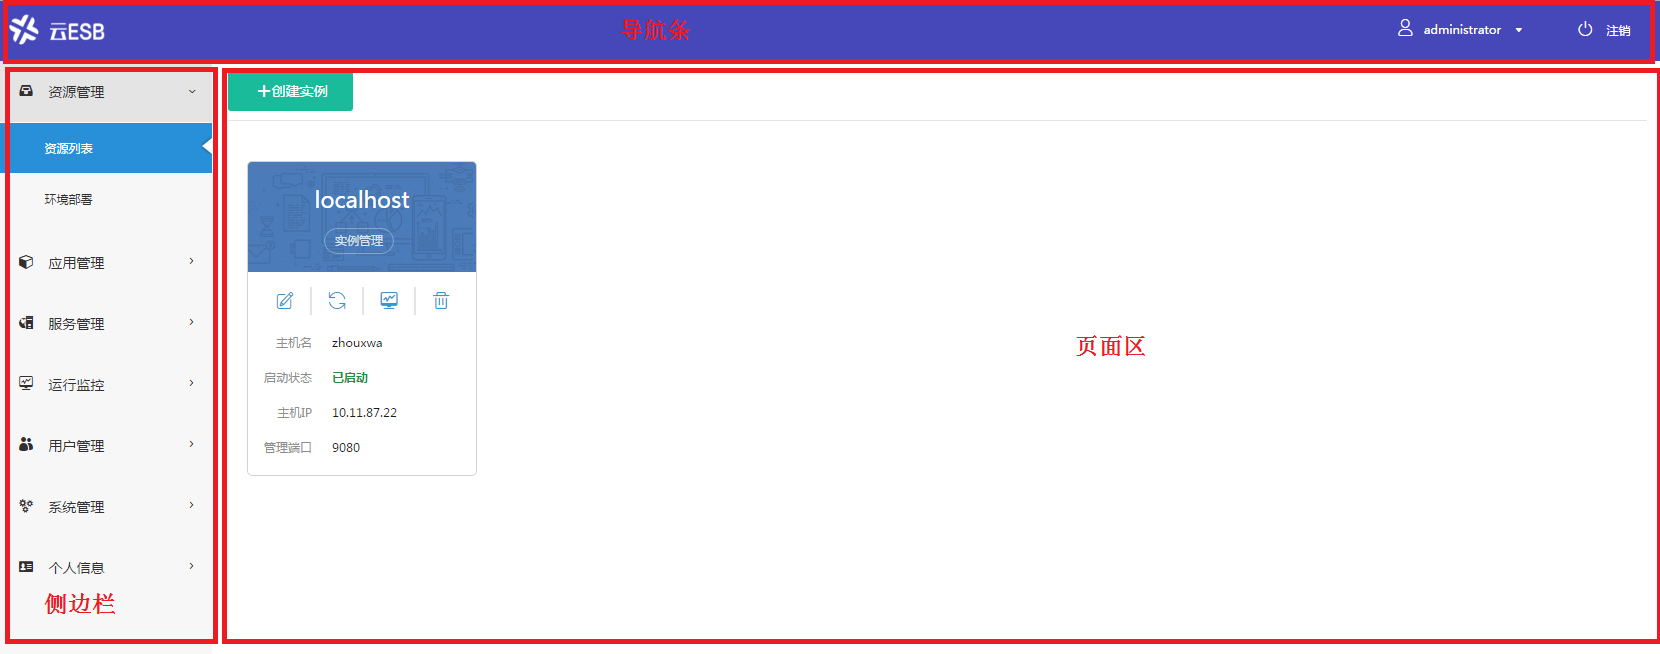 云ESB
导航条
administrator
注销
资源管理
资源列表
环境部署
应用管理
服务管理
运行监控
用户管理
系统管理
个人信息
侧边栏
+创建实例
localhost
实例管理
主机名 zhouxwa
启动状态 已启动
主机IP 10.11.87.22
管理端口 9080
页面区